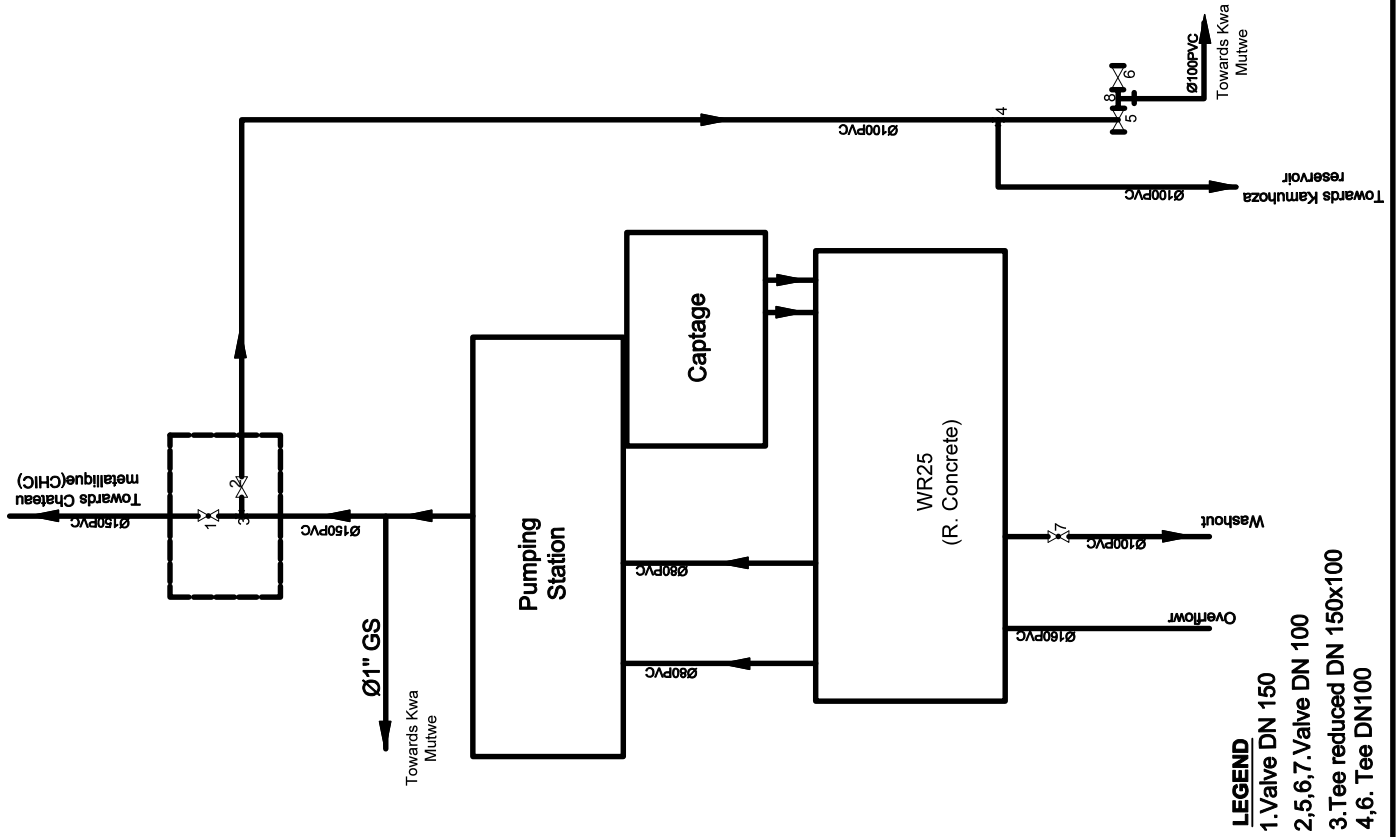 Towards Chateau
metallique(CHIC)
Ø150PVC
1
2
3
Ø150PVC
Ø1" GS
Towards Kwa
Mutwe
Pumping
Station
Captage
Ø80PVC
Ø80PVC
WR25
(R. Concrete)
7
Ø100PVC
Washout
Ø160PVC
Overflowr
Ø100PVC
4
Ø100PVC
Towards Kamuhoza
reservoir
5
8
6
Ø100PVC
Towards Kwa
Mutwe
LEGEND
1.Valve DN 150
2,5,6,7.Valve DN 100
3.Tee reduced DN 150x100
4,6. Tee DN100